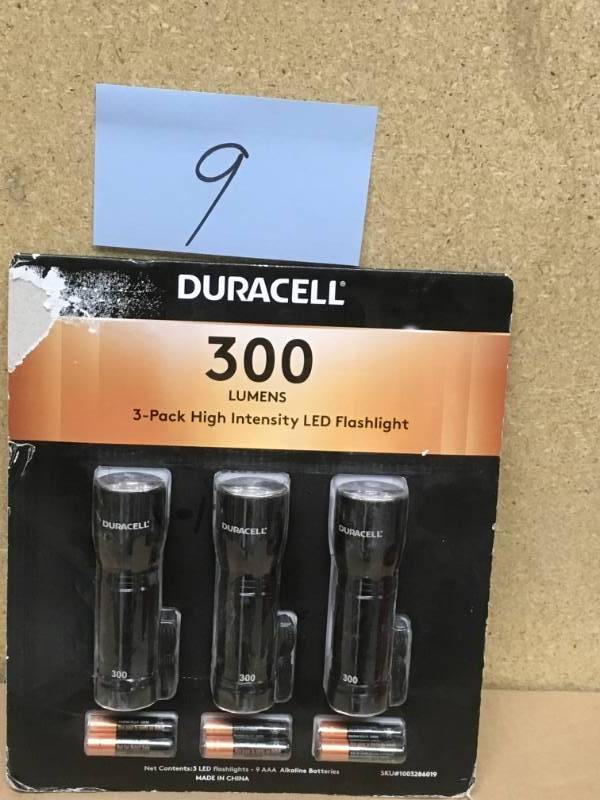 9
DURACELL®
300
LUMENS
3-Pack High Intensity LED Flashlight
DURACELL DURACELL DURACELL
300 300 300
Net Contents: 3 LED flashlights - 9 AAA Alkaline Batteries
MADE IN CHINA
SKU#1003286019